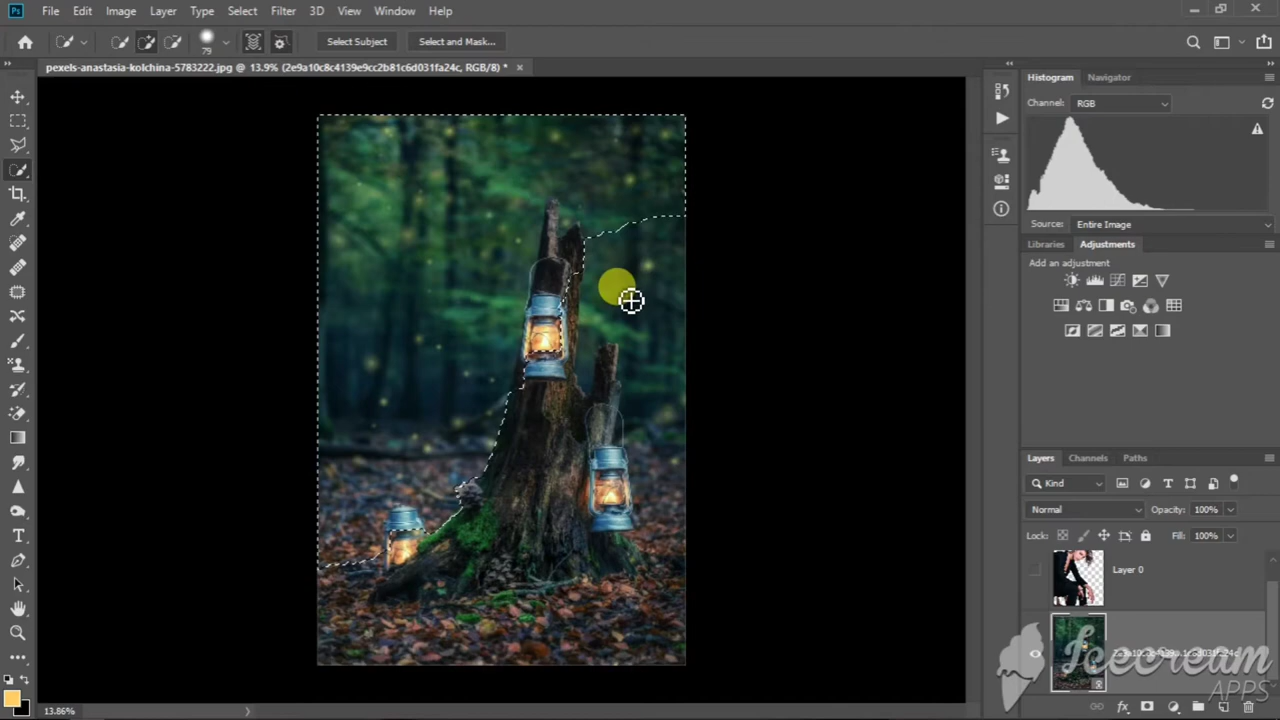 Ps File Edit Image Layer Type Select Filter 3D View Window Help
79 Select Subject Select and Mask...
pexels-anastasia-kolchina-5783222.jpg @ 13.9% (2e9a10c8c4139e9cc2b81c6d031fa24c, RGB/8) *
Histogram Navigator
Channel: RGB
Source: Entire Image
Libraries Adjustments
Add an adjustment
Layers Channels Paths
Kind
Normal Opacity: 100%
Lock: Fill: 100%
Layer 0
Icecream
APPS
13.86%